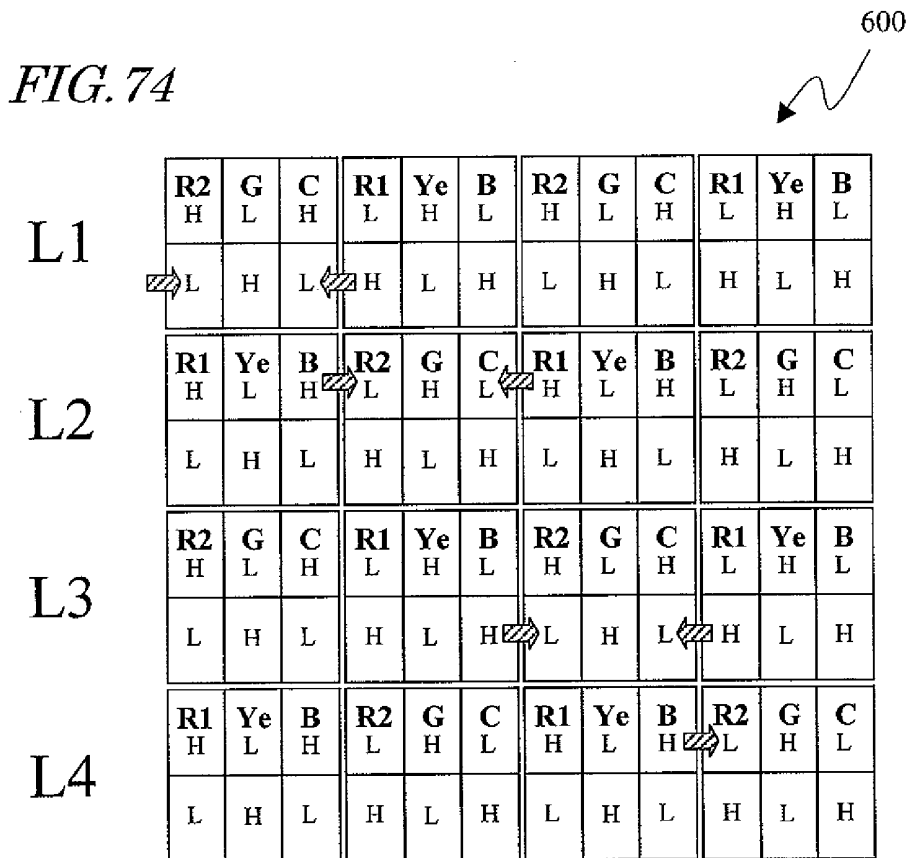 600
FIG. 74
R2 G C R1 Ye B R2 G C R1 Ye B
H L H L H L H L H L H L
L1
L H L H L H L H L H L H
R1 Ye B R2 G C R1 Ye B R2 G C
H L H L H L H L H L H L
L2
L H L H L H L H L H L H
R2 G C R1 Ye B R2 G C R1 Ye B
H L H L H L H L H L H L
L3
L H L H L H L H L H L H
R1 Ye B R2 G C R1 Ye B R2 G C
H L H L H L H L H L H L
L4
L H L H L H L H L H L H